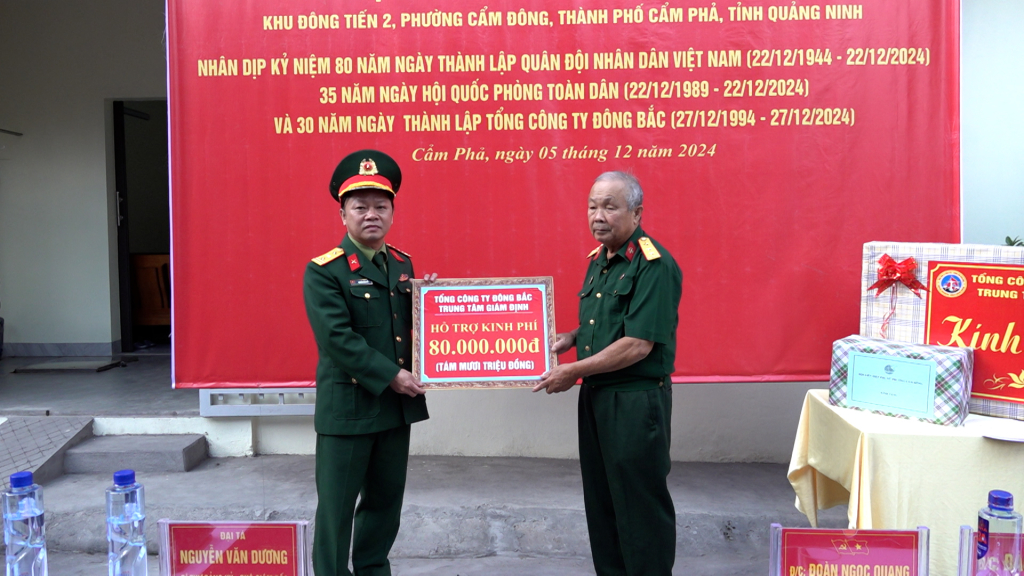 KHU ĐÔNG TIẾN 2, PHƯỜNG CẨM ĐÔNG, THÀNH PHỐ CẨM PHẢ, TỈNH QUẢNG NINH
NHÂN DỊP KỶ NIỆM 80 NĂM NGÀY THÀNH LẬP QUÂN ĐỘI NHÂN DÂN VIỆT NAM (22/12/1944 - 22/12/2024)
35 NĂM NGÀY HỘI QUỐC PHÒNG TOÀN DÂN (22/12/1989 - 22/12/2024)
VÀ 30 NĂM NGÀY THÀNH LẬP TỔNG CÔNG TY ĐÔNG BẮC (27/12/1994 - 27/12/2024)
Cẩm Phả, ngày 05 tháng 12 năm 2024
TỔNG CÔNG TY ĐÔNG BẮC
TRUNG TÂM GIÁM ĐỊNH
HỖ TRỢ KINH PHÍ
80.000.000đ
(TÁM MƯƠI TRIỆU ĐỒNG)
TỔNG CÔ
TRUNG T
Kính
ĐẠI TÁ
NGUYỄN VĂN DƯƠNG
Đ/C. ĐOÀN NGỌC QUANG
Đ/C.